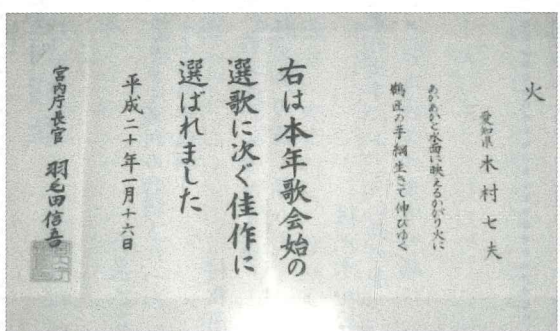 火
愛知県 木村七夫
あかあかと水面に映えるかがり火に
鵜匠の手綱生きて伸びゆく
右は本年歌会始の
選歌に次ぐ佳作に
選ばれました
平成二十年一月十六日
宮内庁長官 羽毛田信吾